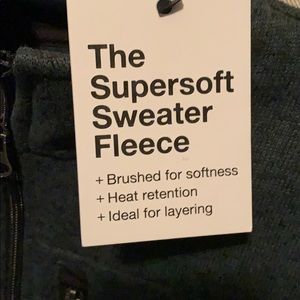 The
Supersoft
Sweater
Fleece
+ Brushed for softness
+ Heat retention
+ Ideal for layering